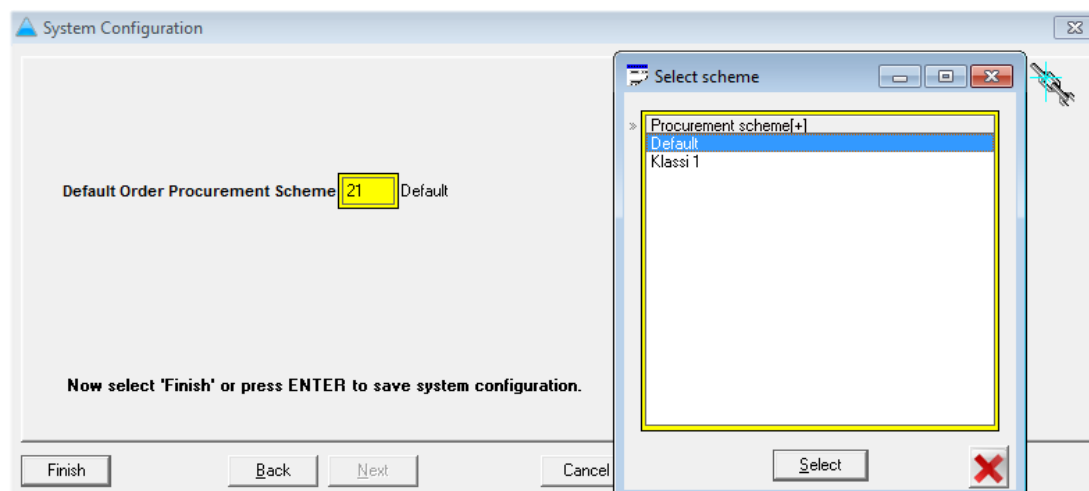 System Configuration
Default Order Procurement Scheme 21 Default
Now select 'Finish' or press ENTER to save system configuration.
Finish Back Next Cancel
Select scheme
Procurement scheme[+]
Default
Klassi 1
Select